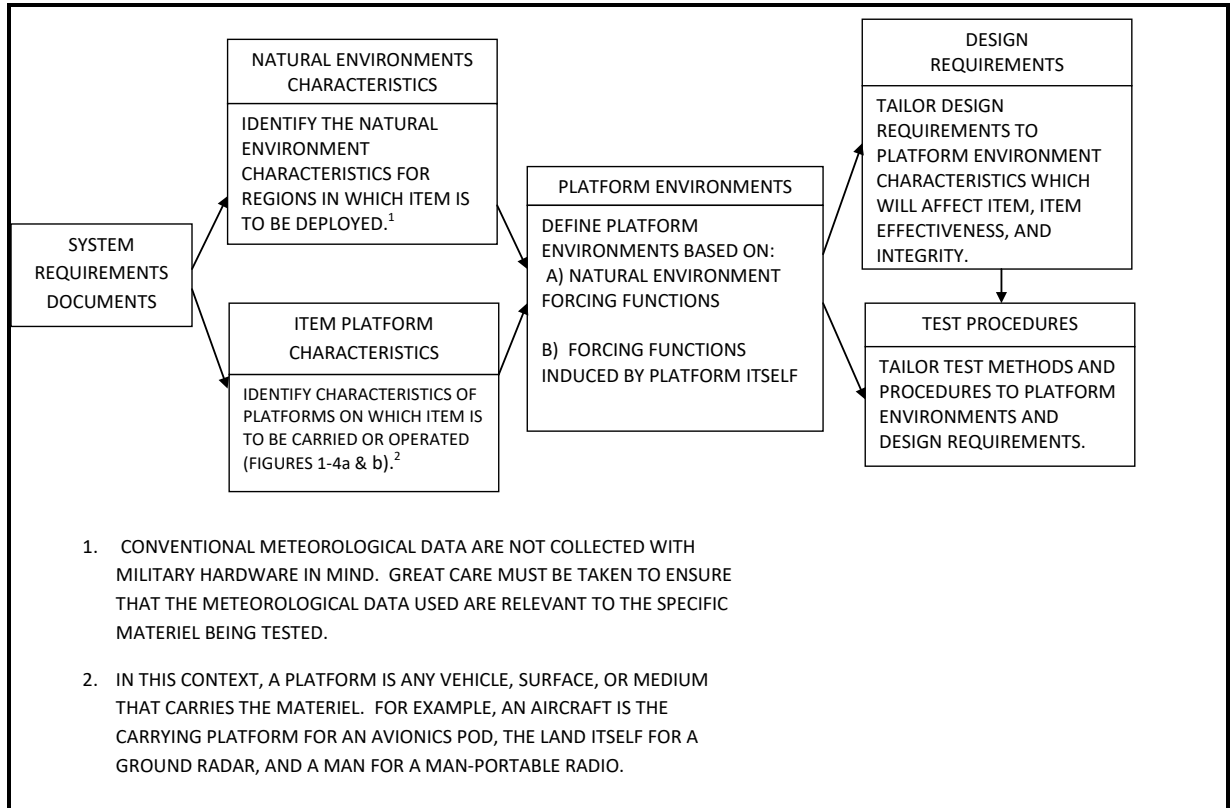 SYSTEM
REQUIREMENTS
DOCUMENTS
NATURAL ENVIRONMENTS
CHARACTERISTICS
IDENTIFY THE NATURAL
ENVIRONMENT
CHARACTERISTICS FOR
REGIONS IN WHICH ITEM IS
TO BE DEPLOYED.1
ITEM PLATFORM
CHARACTERISTICS
IDENTIFY CHARACTERISTICS OF
PLATFORMS ON WHICH ITEM IS
TO BE CARRIED OR OPERATED
(FIGURES 1-4a & b).2
PLATFORM ENVIRONMENTS
DEFINE PLATFORM
ENVIRONMENTS BASED ON:
A) NATURAL ENVIRONMENT
FORCING FUNCTIONS
B) FORCING FUNCTIONS
INDUCED BY PLATFORM ITSELF
DESIGN
REQUIREMENTS
TAILOR DESIGN
REQUIREMENTS TO
PLATFORM ENVIRONMENT
CHARACTERISTICS WHICH
WILL AFFECT ITEM, ITEM
EFFECTIVENESS, AND
INTEGRITY.
TEST PROCEDURES
TAILOR TEST METHODS AND
PROCEDURES TO PLATFORM
ENVIRONMENTS AND
DESIGN REQUIREMENTS.
1. CONVENTIONAL METEOROLOGICAL DATA ARE NOT COLLECTED WITH
MILITARY HARDWARE IN MIND. GREAT CARE MUST BE TAKEN TO ENSURE
THAT THE METEOROLOGICAL DATA USED ARE RELEVANT TO THE SPECIFIC
MATERIEL BEING TESTED.
2. IN THIS CONTEXT, A PLATFORM IS ANY VEHICLE, SURFACE, OR MEDIUM
THAT CARRIES THE MATERIEL. FOR EXAMPLE, AN AIRCRAFT IS THE
CARRYING PLATFORM FOR AN AVIONICS POD, THE LAND ITSELF FOR A
GROUND RADAR, AND A MAN FOR A MAN-PORTABLE RADIO.